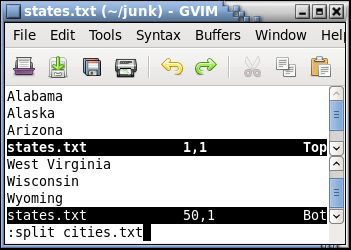 states.txt (~/junk) - GVIM
File Edit Tools Syntax Buffers Window Help
Alabama
Alaska
Arizona
states.txt 1,1 Top
West Virginia
Wisconsin
Wyoming
states.txt 50,1 Bot
:split cities.txt